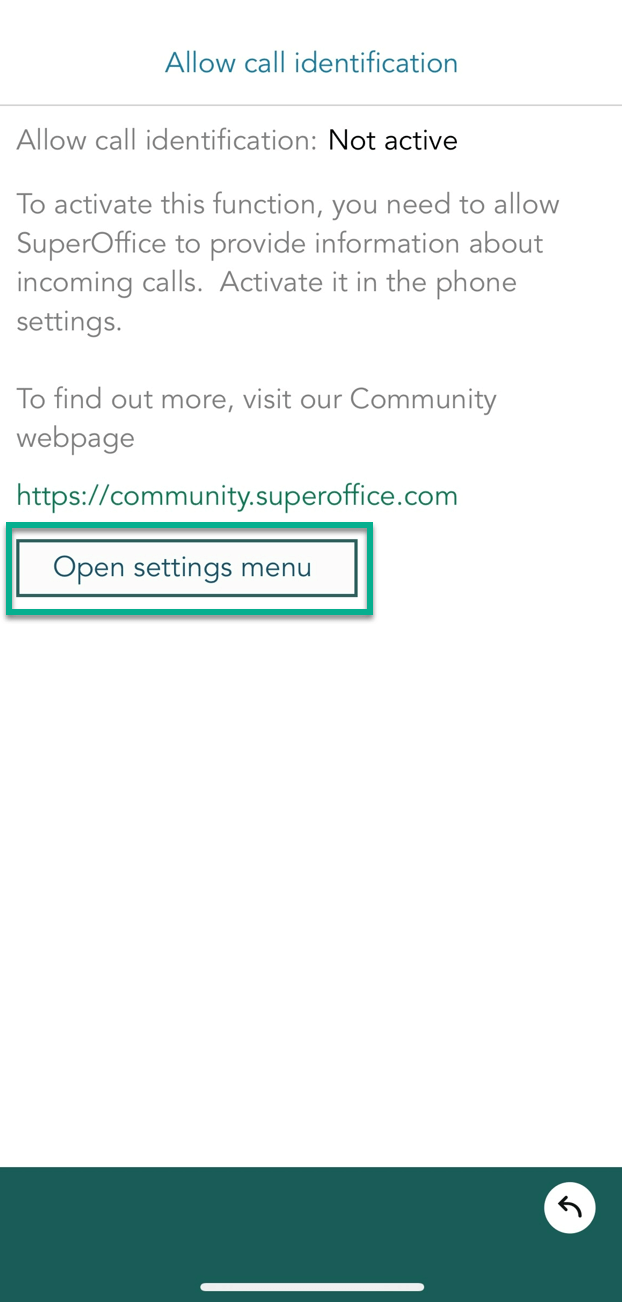 Allow call identification
Allow call identification: Not active
To activate this function, you need to allow
SuperOffice to provide information about
incoming calls.  Activate it in the phone
settings.
To find out more, visit our Community
webpage
https://community.superoffice.com
Open settings menu